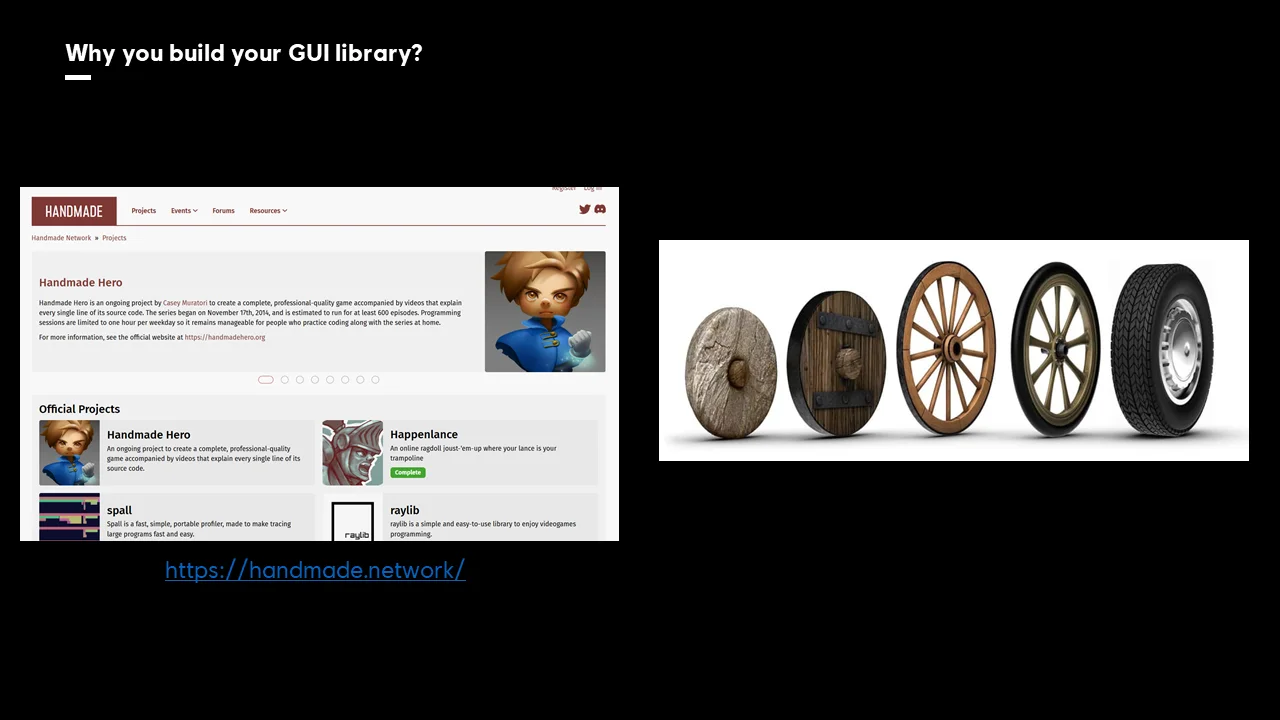 Why you build your GUI library?
Register Log in
HANDMADE Projects Events Forums Resources
Handmade Network » Projects
Handmade Hero
Handmade Hero is an ongoing project by Casey Muratori to create a complete, professional-quality game accompanied by videos that explain
every single line of its source code. The series began on November 17th, 2014, and is estimated to run for at least 600 episodes. Programming
sessions are limited to one hour per weekday so it remains manageable for people who practice coding along with the series at home.
For more information, see the official website at https://handmadehero.org
Official Projects
Handmade Hero
An ongoing project to create a complete, professional-quality
game accompanied by videos that explain every single line of its
source code.
Happenlance
An online ragdoll joust-'em-up where your lance is your
trampoline
Complete
spall
Spall is a fast, simple, portable profiler, made to make tracing
large programs fast and easy.
raylib
raylib
raylib is a simple and easy-to-use library to enjoy videogames
programming.
https://handmade.network/